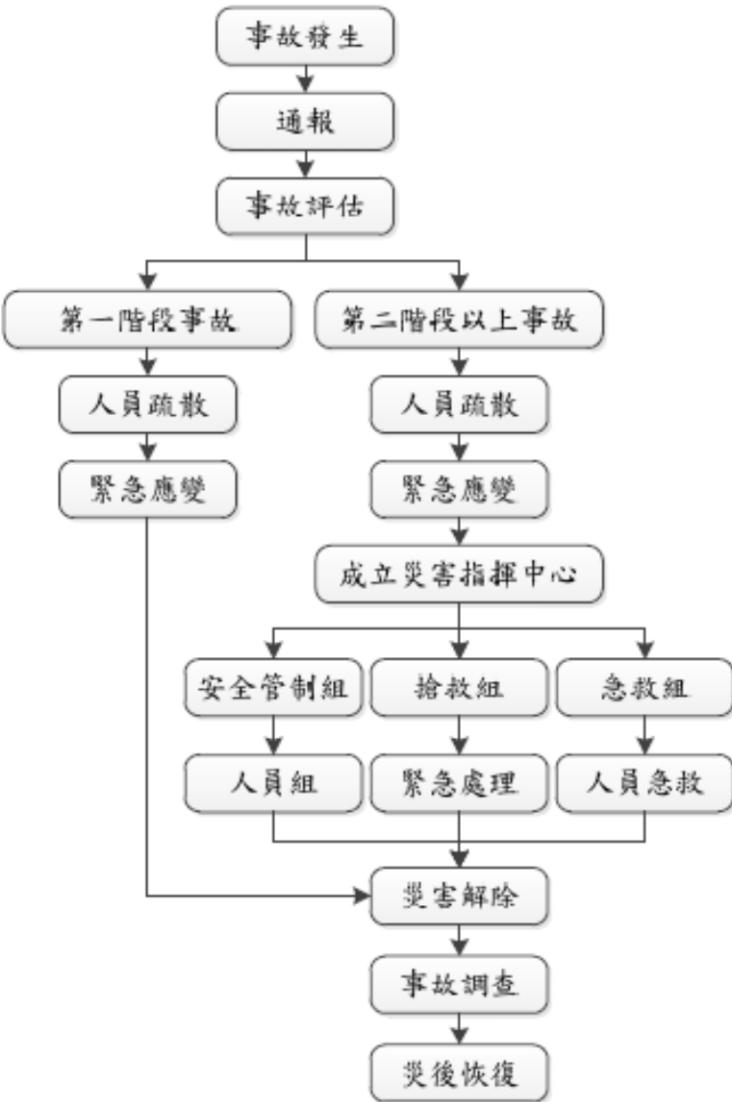 事故發生
通報
事故評估
第一階段事故
第二階段以上事故
人員疏散
人員疏散
緊急應變
緊急應變
成立災害指揮中心
安全管制組
搶救組
急救組
人員組
緊急處理
人員急救
災害解除
事故調查
災後恢復